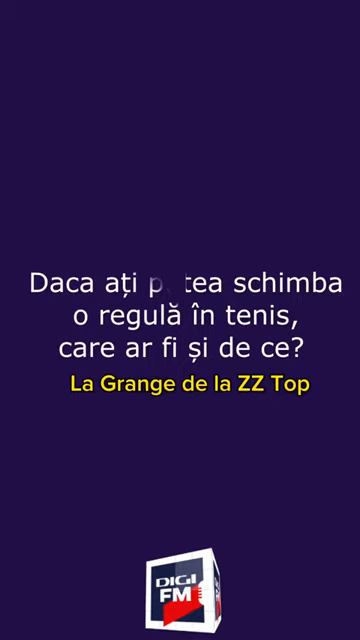 Daca ați putea schimba
o regulă în tenis,
care ar fi și de ce?
La Grange de la ZZ Top
DIGI
FM